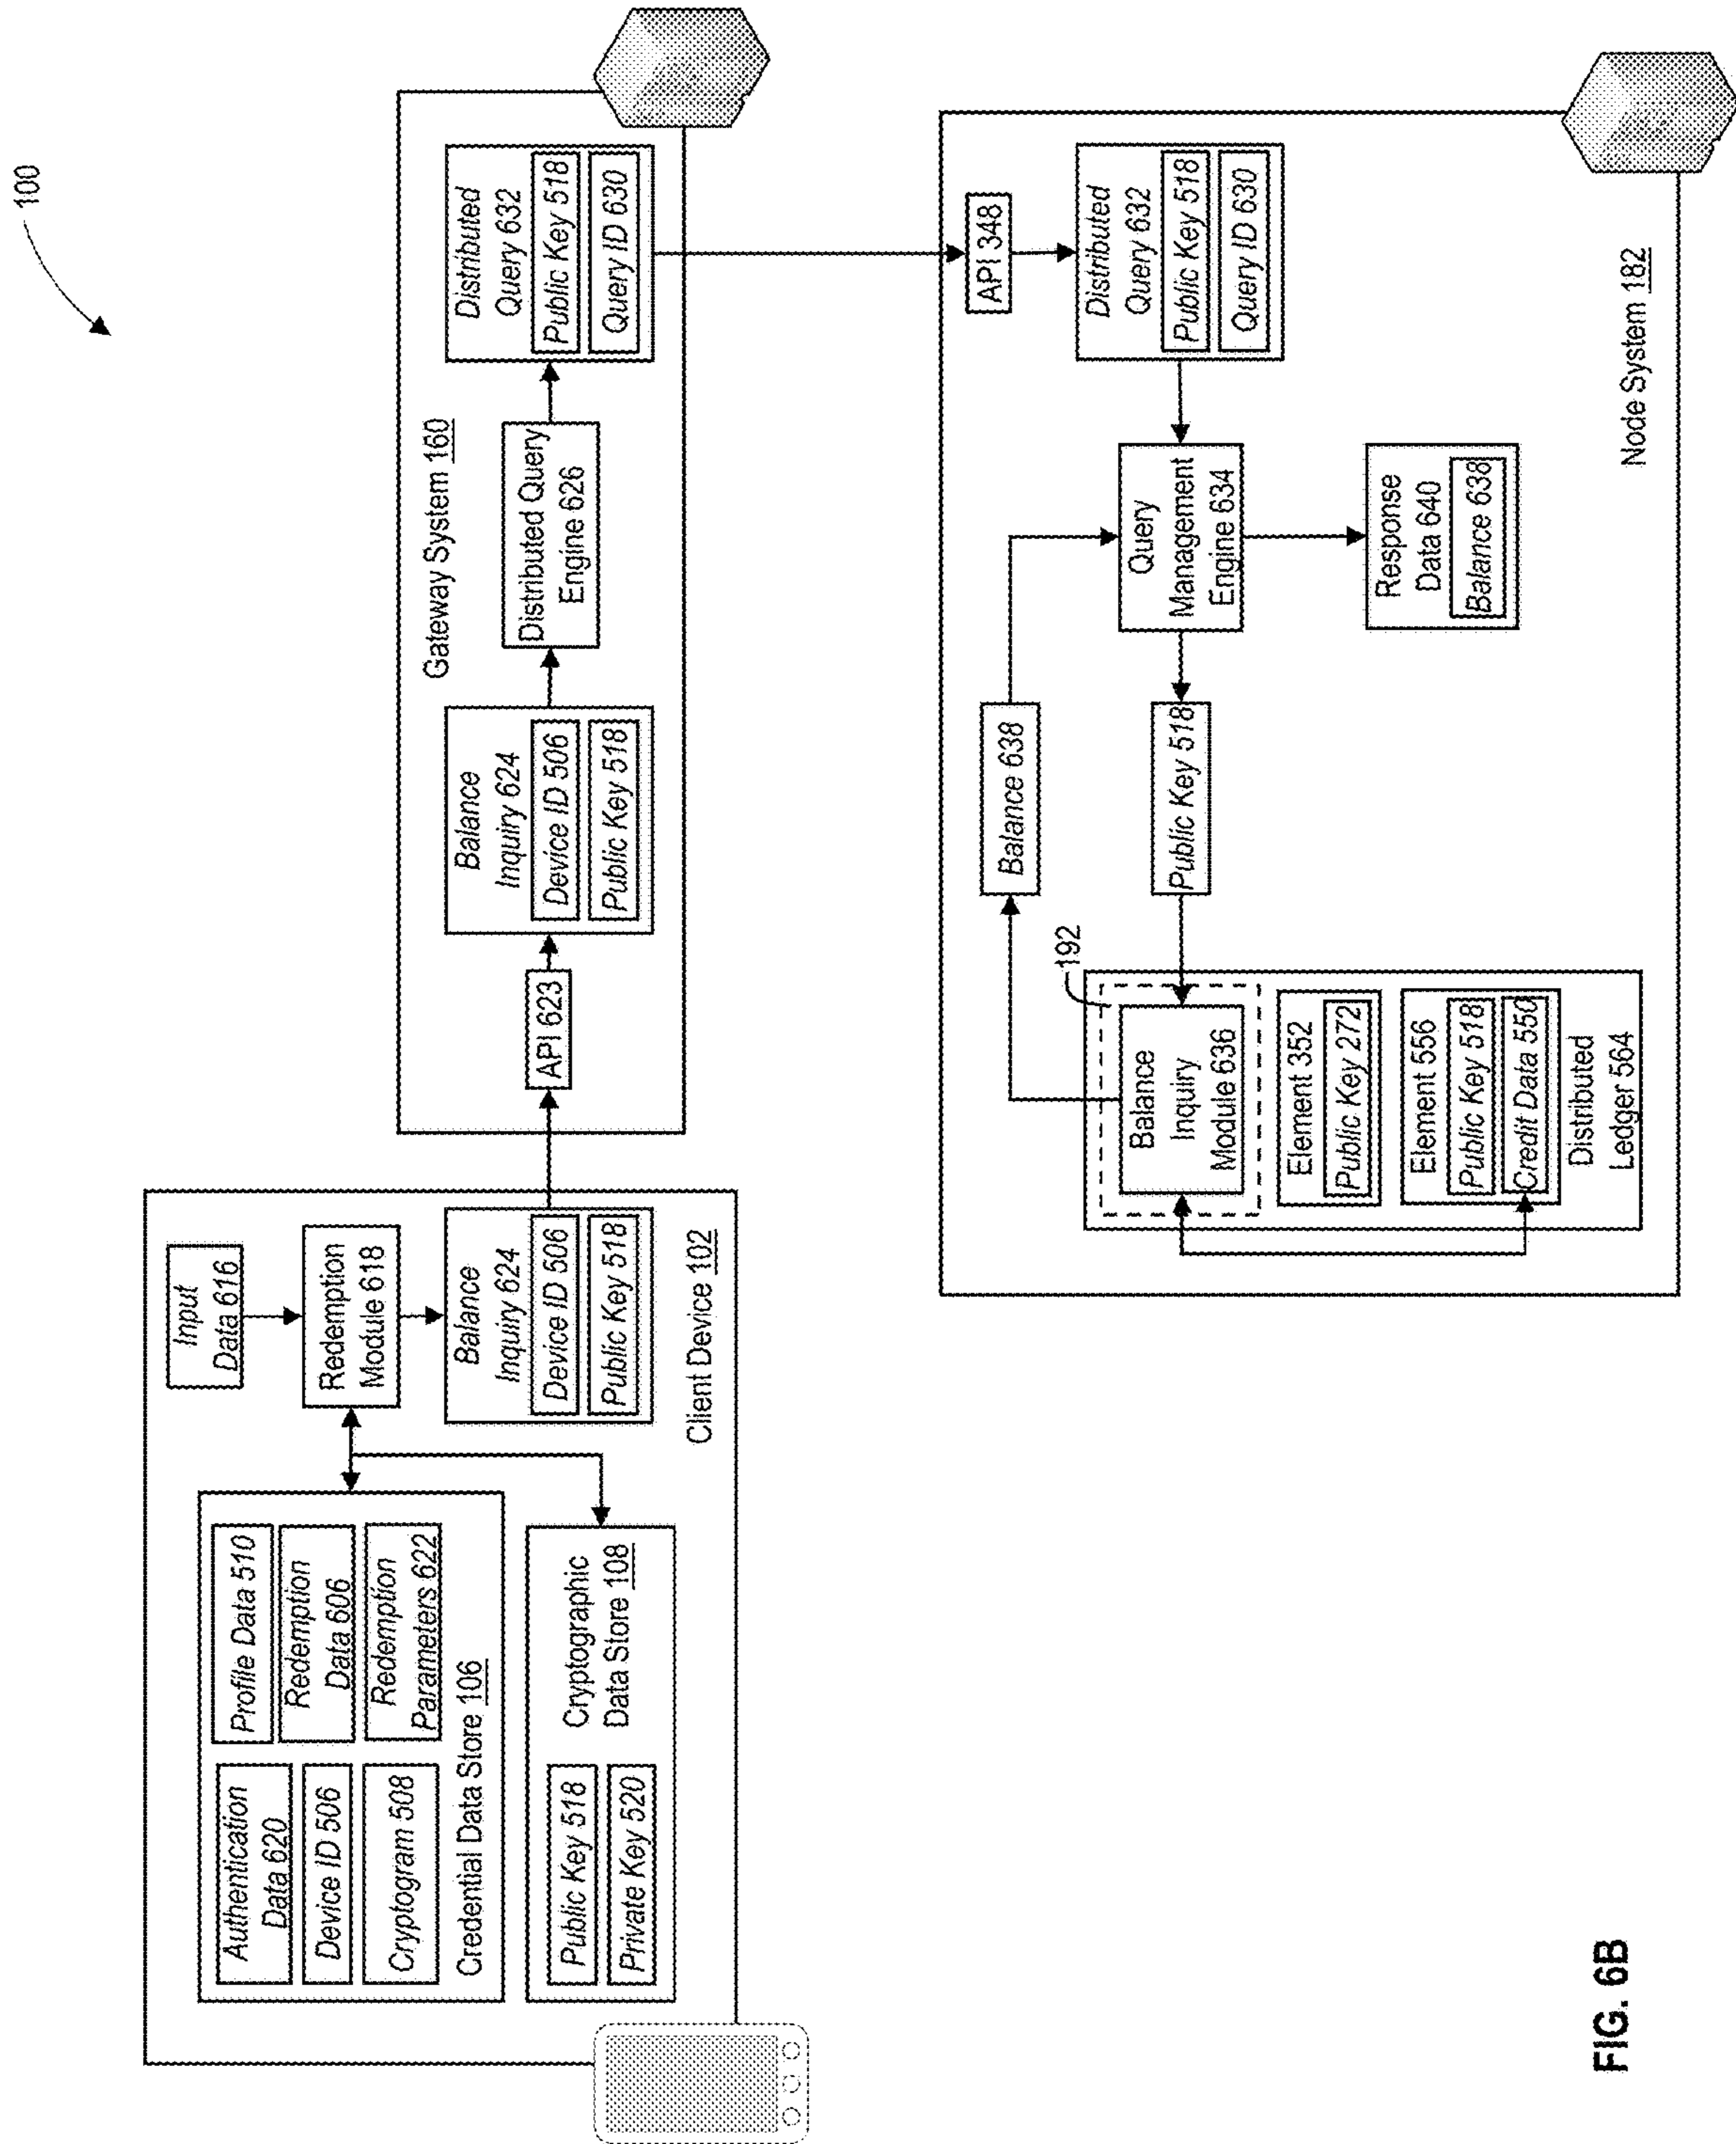 100
Input
Data 616
Redemption
Module 618
Authentication
Data 620
Profile Data 510
Device ID 506
Redemption
Data 606
Cryptogram 508
Redemption
Parameters 622
Credential Data Store 106
Public Key 518
Private Key 520
Cryptographic
Data Store 108
Balance
Inquiry 624
Device ID 506
Public Key 518
Client Device 102
Gateway System 160
API 623
Balance
Inquiry 624
Device ID 506
Public Key 518
Distributed Query
Engine 626
Distributed
Query 632
Public Key 518
Query ID 630
API 348
Distributed
Query 632
Public Key 518
Query ID 630
Query
Management
Engine 634
Balance 638
Public Key 518
Response
Data 640
Balance 638
192
Balance
Inquiry
Module 636
Element 352
Public Key 272
Element 556
Public Key 518
Credit Data 550
Distributed
Ledger 564
Node System 182
FIG. 6B